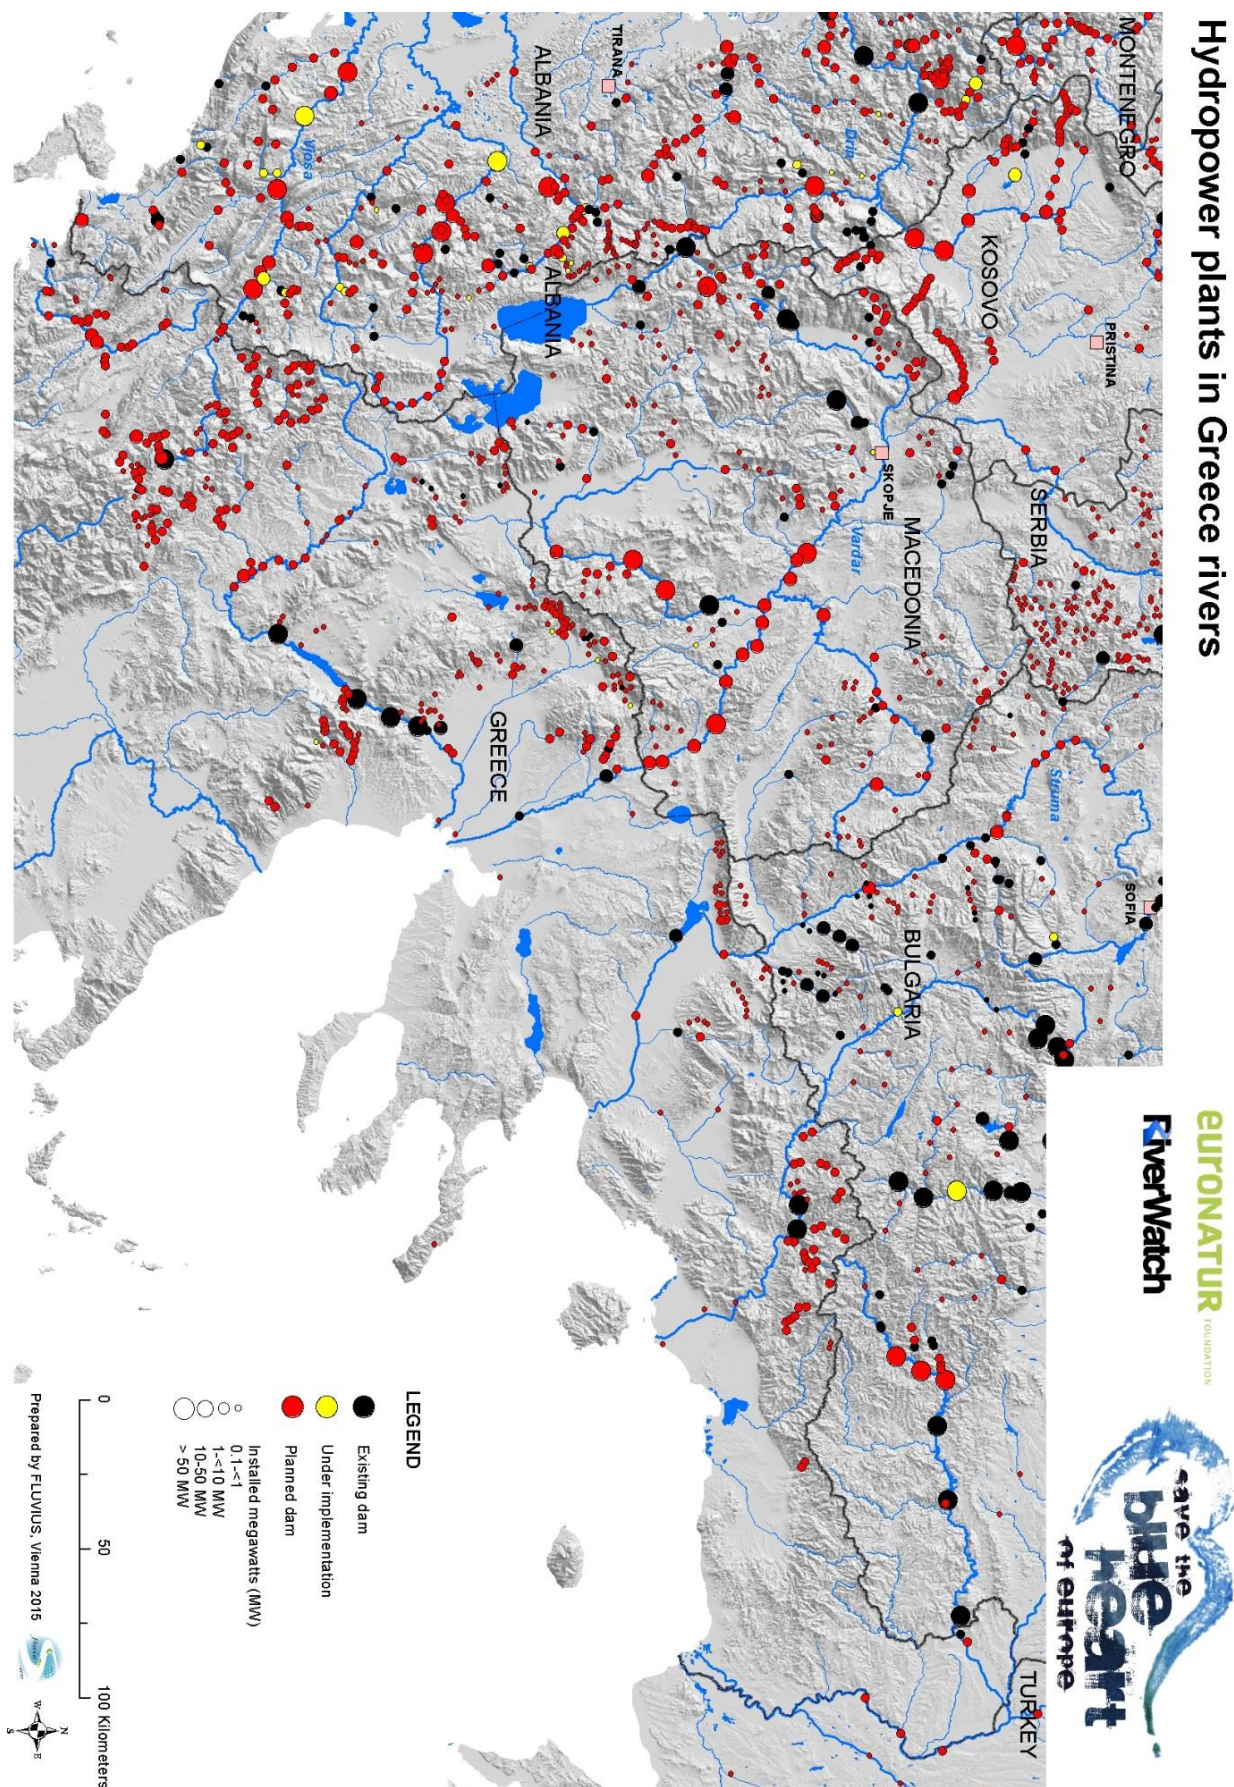 Hydropower plants in Greece rivers
euroNATUR
FOUNDATION
RiverWatch
save the
blue
heart
of europe
MONTENEGRO
KOSOVO
PRISTINA
SERBIA
SOFIA
Struma
Drin
SKOPJE
Vardar
MACEDONIA
BULGARIA
TURKEY
TIRANA
ALBANIA
ALBANIA
GREECE
Vjosa
LEGEND
Existing dam
Under implementation
Planned dam
Installed megawatts (MW)
0.1-<1
1-<10 MW
10-50 MW
> 50 MW
0 50 100 Kilometers
Prepared by FLUVIUS, Vienna 2015
N
W E
S